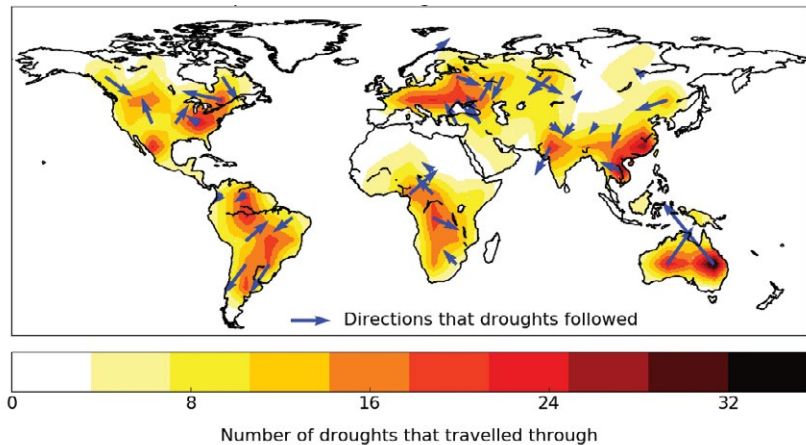 Directions that droughts followed
0 8 16 24 32
Number of droughts that travelled through